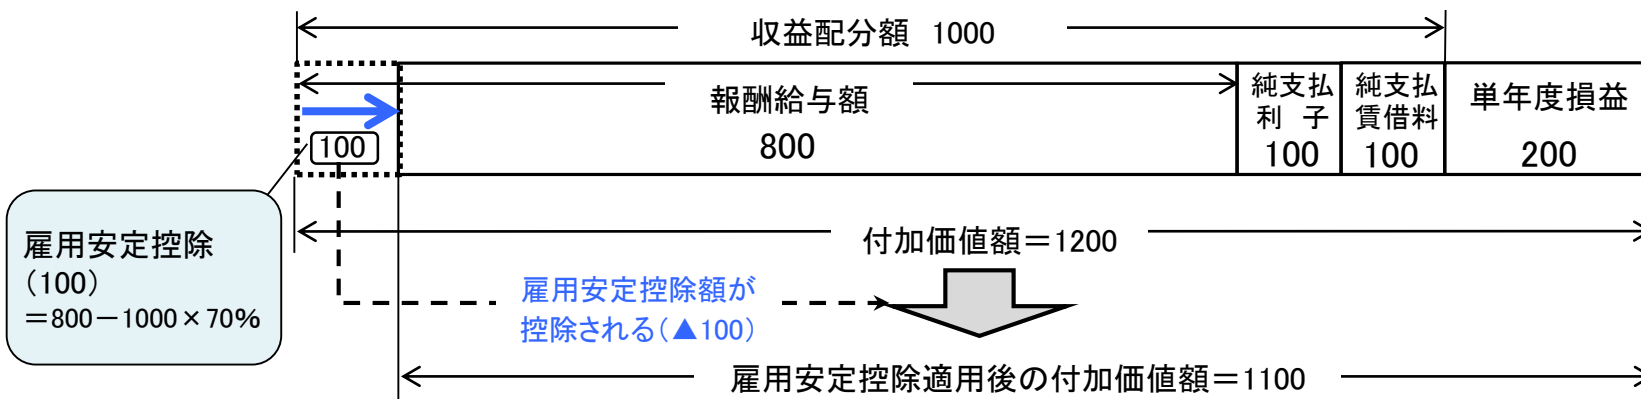 収益配分額 1000
報酬給与額
800
純支払
利 子
100
純支払
賃借料
100
単年度損益
200
100
雇用安定控除
(100)
＝800－1000×70%
付加価値額＝1200
雇用安定控除額が
控除される(▲100)
雇用安定控除適用後の付加価値額＝1100